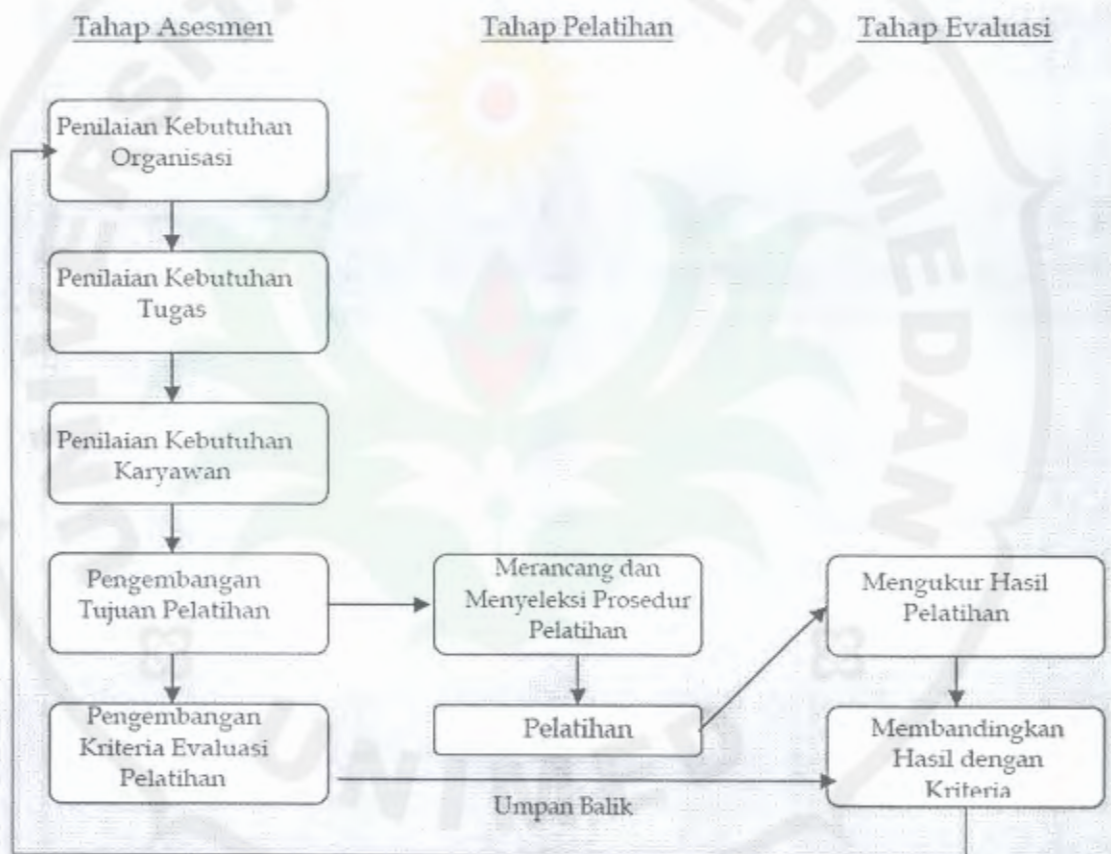 Tahap Asesmen
Tahap Pelatihan
Tahap Evaluasi
Penilaian Kebutuhan
Organisasi
Penilaian Kebutuhan
Tugas
Penilaian Kebutuhan
Karyawan
Pengembangan
Tujuan Pelatihan
Merancang dan
Menyeleksi Prosedur
Pelatihan
Mengukur Hasil
Pelatihan
Pengembangan
Kriteria Evaluasi
Pelatihan
Pelatihan
Membandingkan
Hasil dengan
Kriteria
Umpan Balik
UNIMED